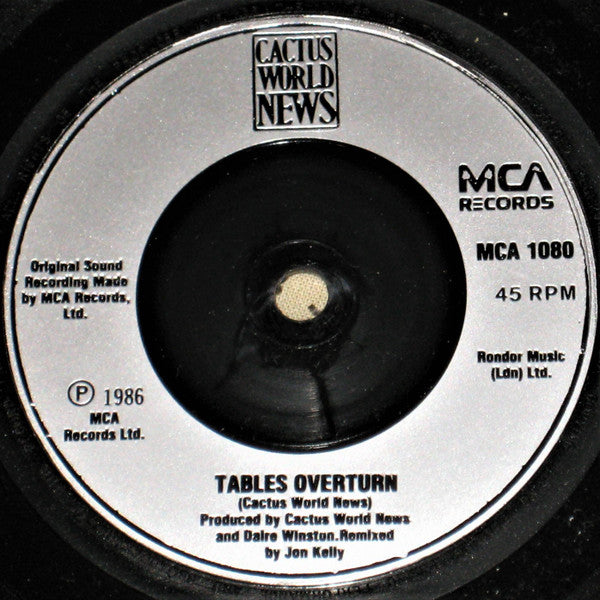 CACTUS
WORLD
NEWS
MCA
RECORDS
MCA 1080
45 RPM
Rondor Music
(Ldn) Ltd.
Original Sound
Recording Made
by MCA Records,
Ltd.
℗ 1986
MCA
Records Ltd.
TABLES OVERTURN
(Cactus World News)
Produced by Cactus World News
and Daire Winston.Remixed
by Jon Kelly